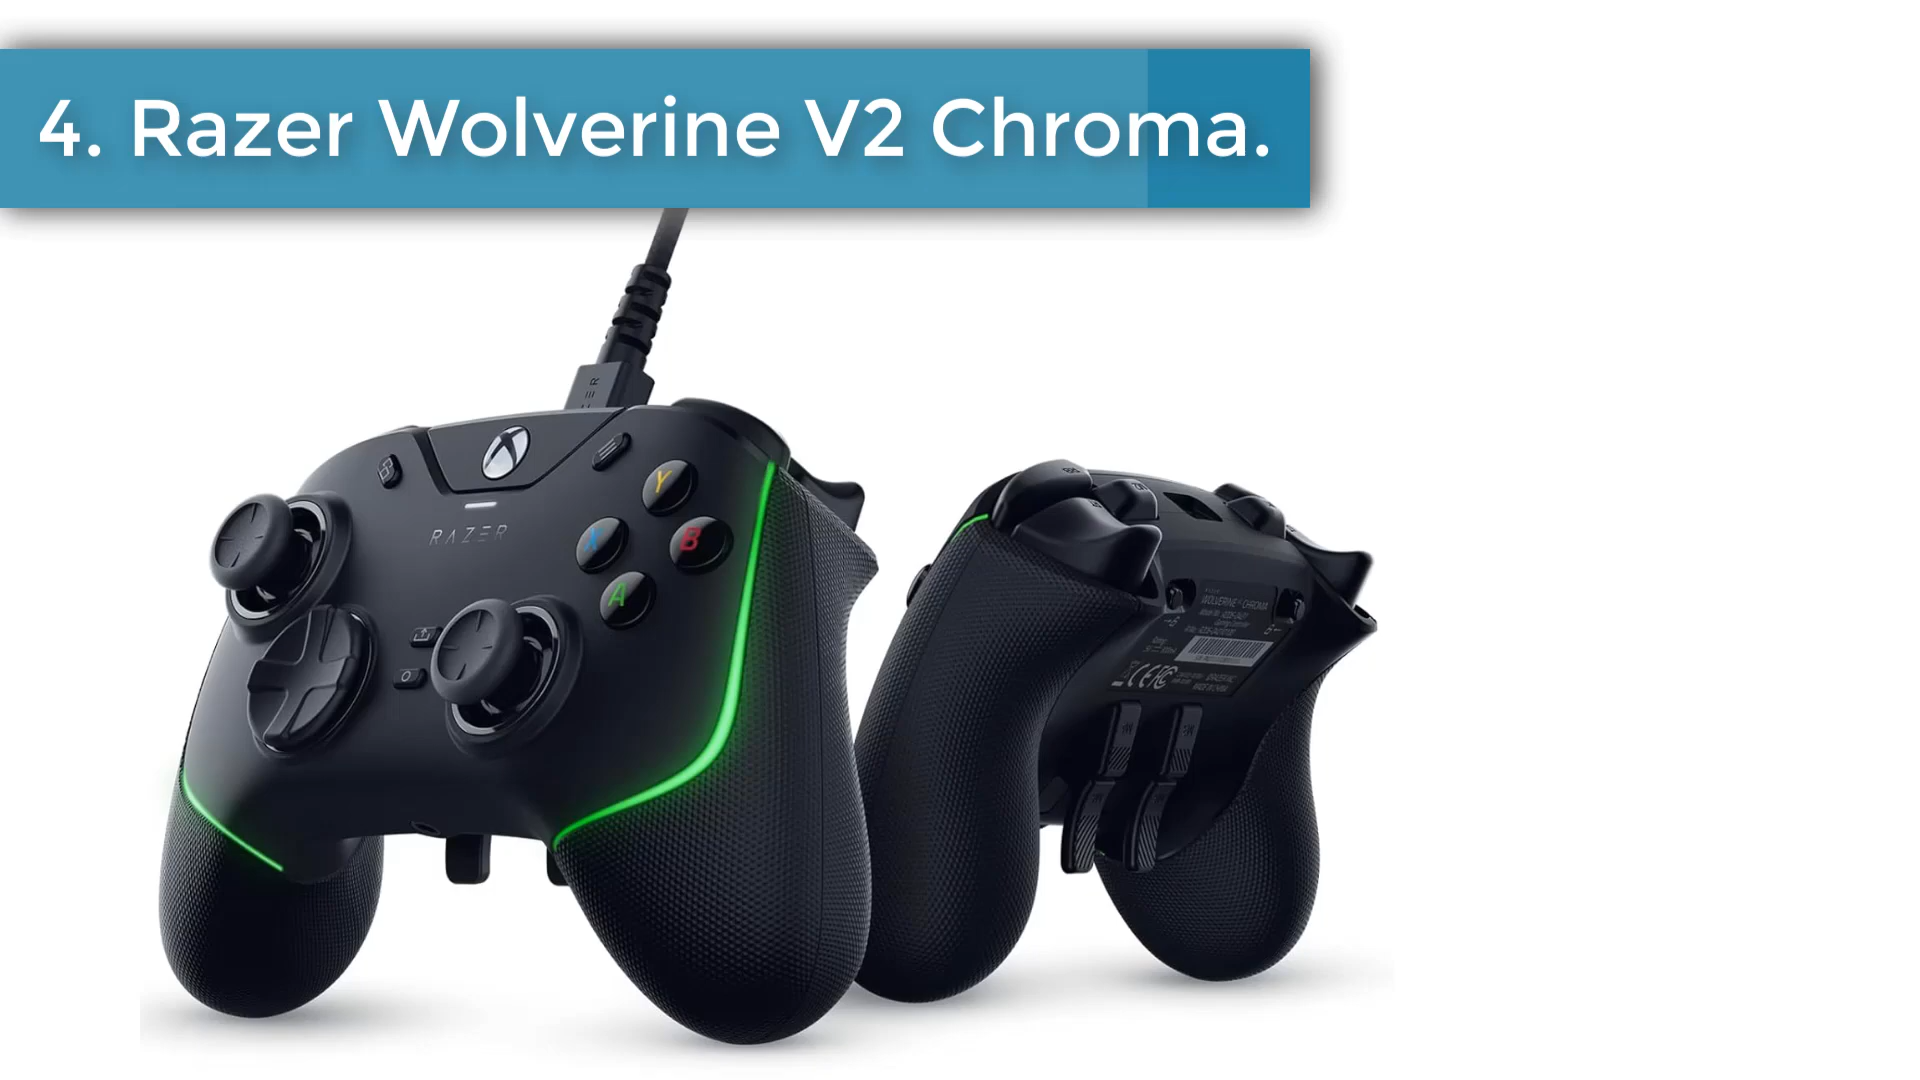 4. Razer Wolverine V2 Chroma.
RAZER
Y
X
B
A
WOLVERINE V2 CHROMA